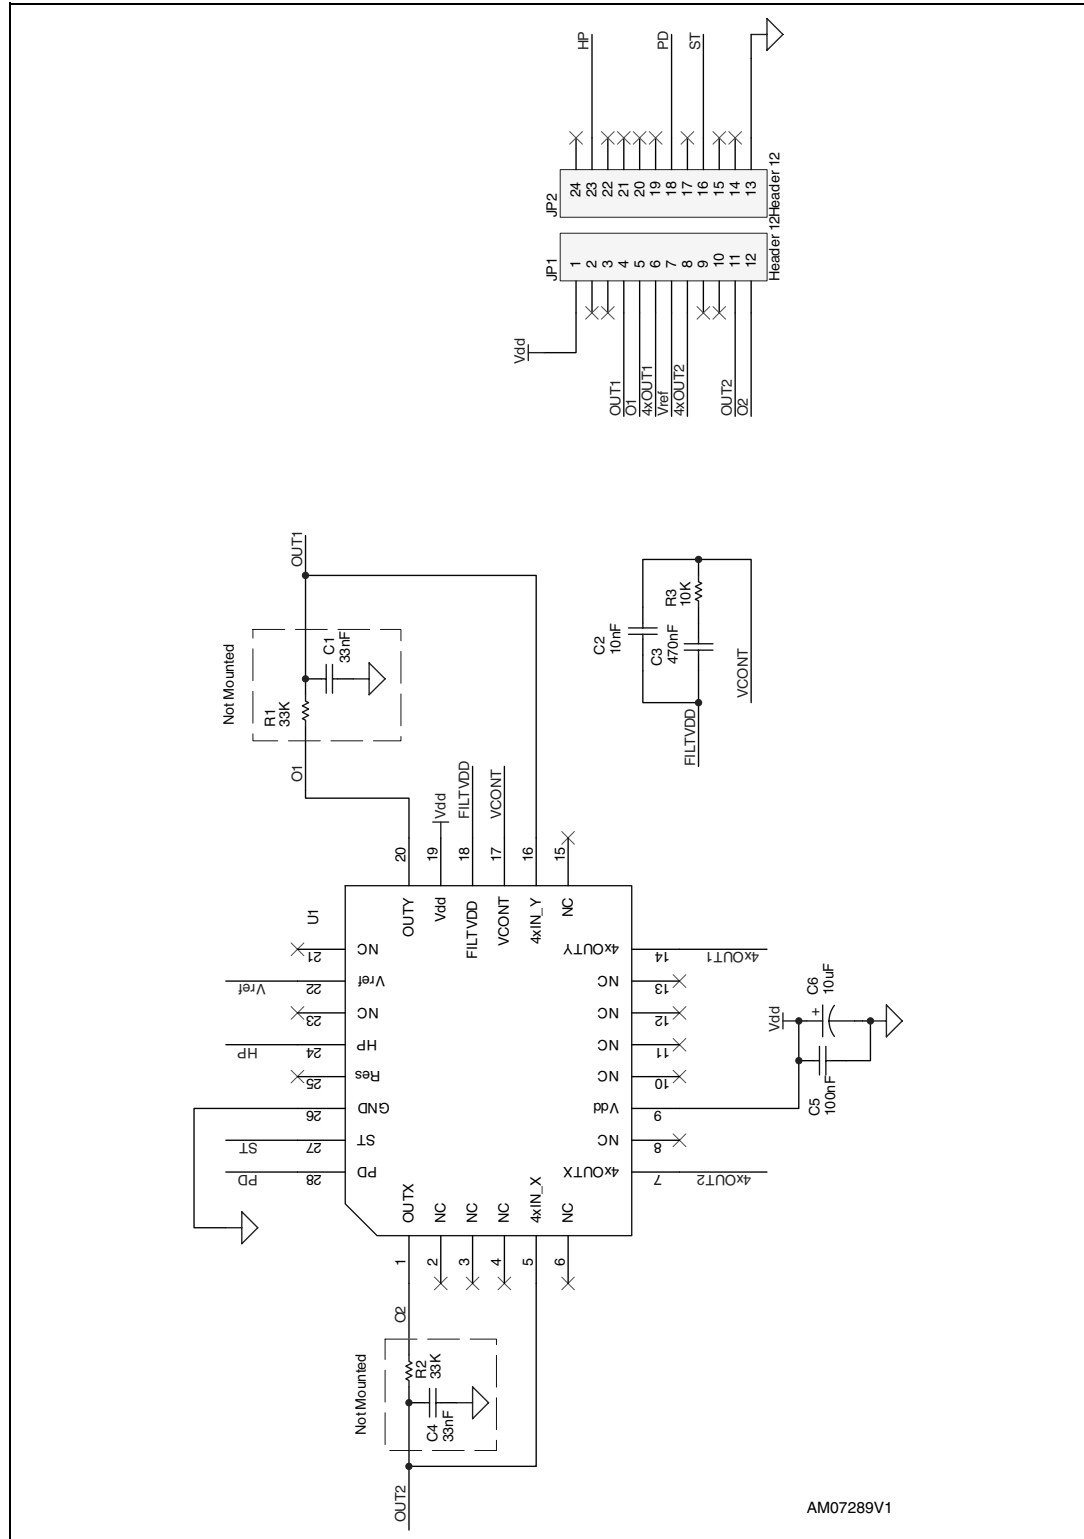 HP
PD
ST
JP2
24
23
22
21
20
19
18
17
16
15
14
13
Header 12
JP1
1
2
3
4
5
6
7
8
9
10
11
12
Header 12
Vdd
OUT1
O1
4xOUT1
Vref
4xOUT2
OUT2
O2
OUT1
Not Mounted
R1
33K
C1
33nF
O1
C2
10nF
C3
470nF
R3
10K
FILTVDD
VCONT
Vdd
FILTVDD
VCONT
20
19
18
17
16
15
U1
OUTY
Vdd
FILTVDD
VCONT
4xIN_Y
NC
21
NC
22
Vref
Vref
23
NC
24
HP
HP
25
Res
26
GND
27
ST
ST
28
PD
PD
4xOUTY
14
4xOUT1
NC
13
NC
12
NC
11
NC
10
Vdd
9
NC
8
4xOUTX
7
4xOUT2
Vdd
C6
+
10uF
C5
100nF
OUTX
NC
NC
NC
4xIN_X
NC
1
2
3
4
5
6
O2
Not Mounted
R2
33K
C4
33nF
OUT2
AM07289V1